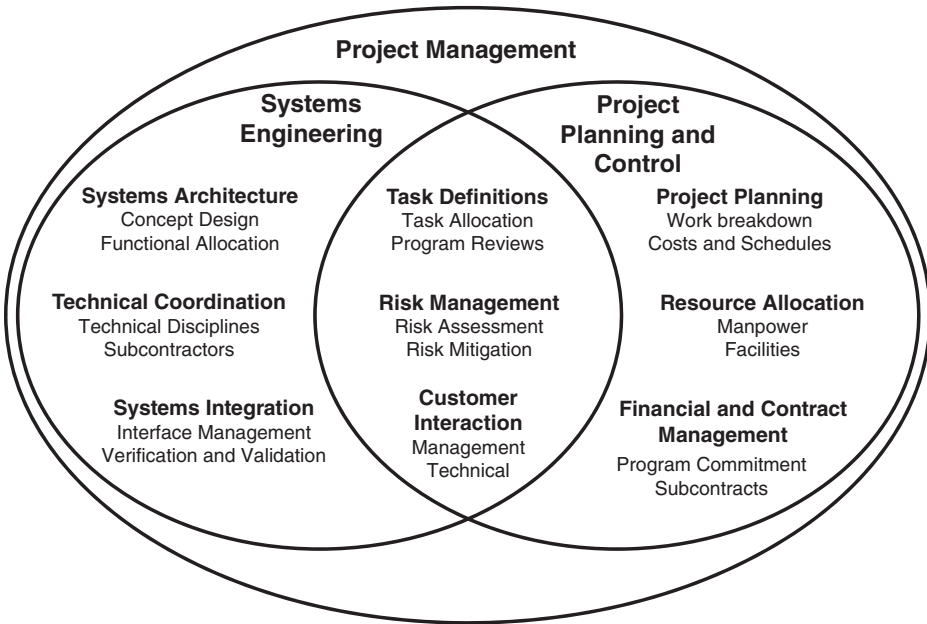 Project Management
Systems
Engineering
Project
Planning and
Control
Systems Architecture
Concept Design
Functional Allocation
Technical Coordination
Technical Disciplines
Subcontractors
Systems Integration
Interface Management
Verification and Validation
Task Definitions
Task Allocation
Program Reviews
Risk Management
Risk Assessment
Risk Mitigation
Customer
Interaction
Management
Technical
Project Planning
Work breakdown
Costs and Schedules
Resource Allocation
Manpower
Facilities
Financial and Contract
Management
Program Commitment
Subcontracts